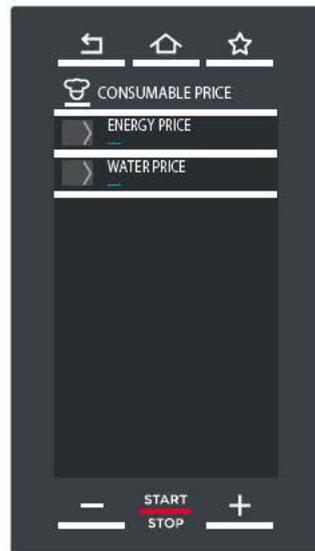 CONSUMABLE PRICE
ENERGY PRICE
WATER PRICE
START
STOP